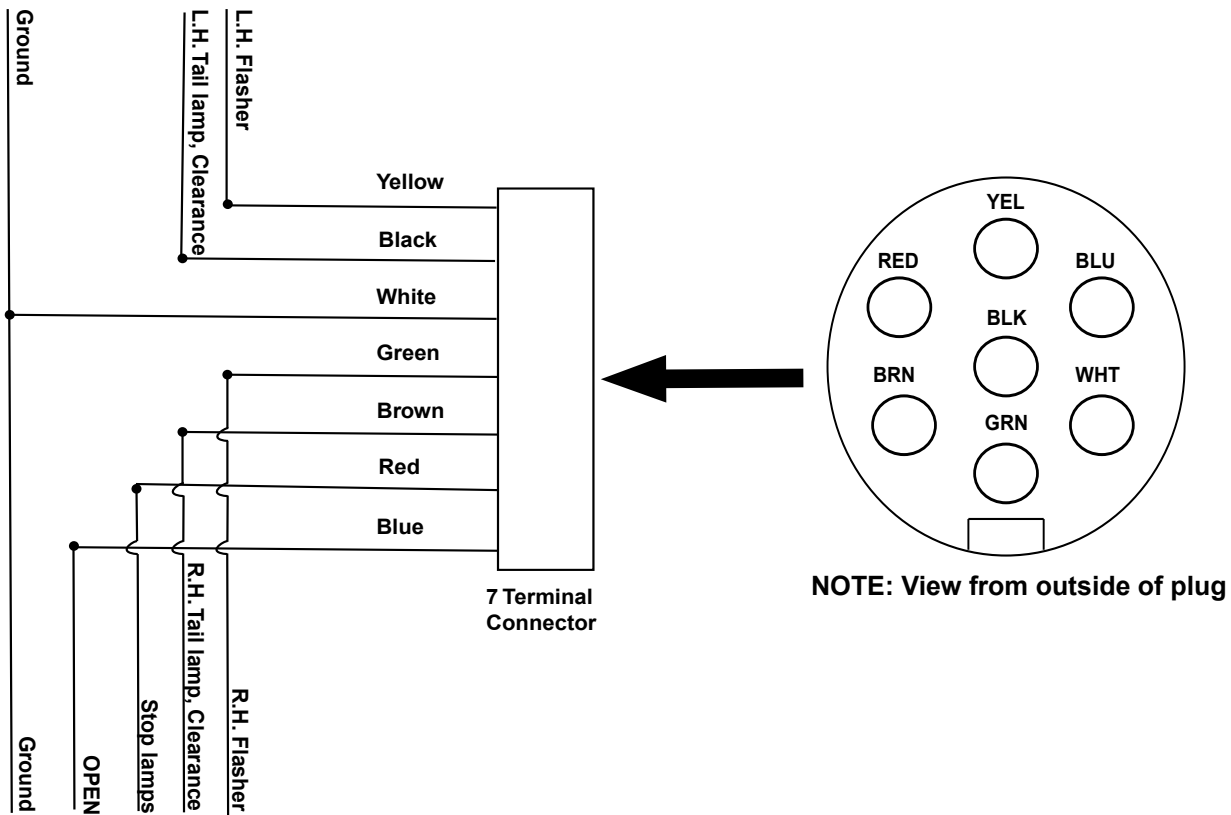 Ground
L.H. Tail lamp, Clearance
L.H. Flasher
Yellow
Black
White
Green
Brown
Red
Blue
7 Terminal
Connector
Ground
OPEN
Stop lamps
R.H. Tail lamp, Clearance
R.H. Flasher
YEL
RED
BLU
BLK
BRN
WHT
GRN
NOTE: View from outside of plug